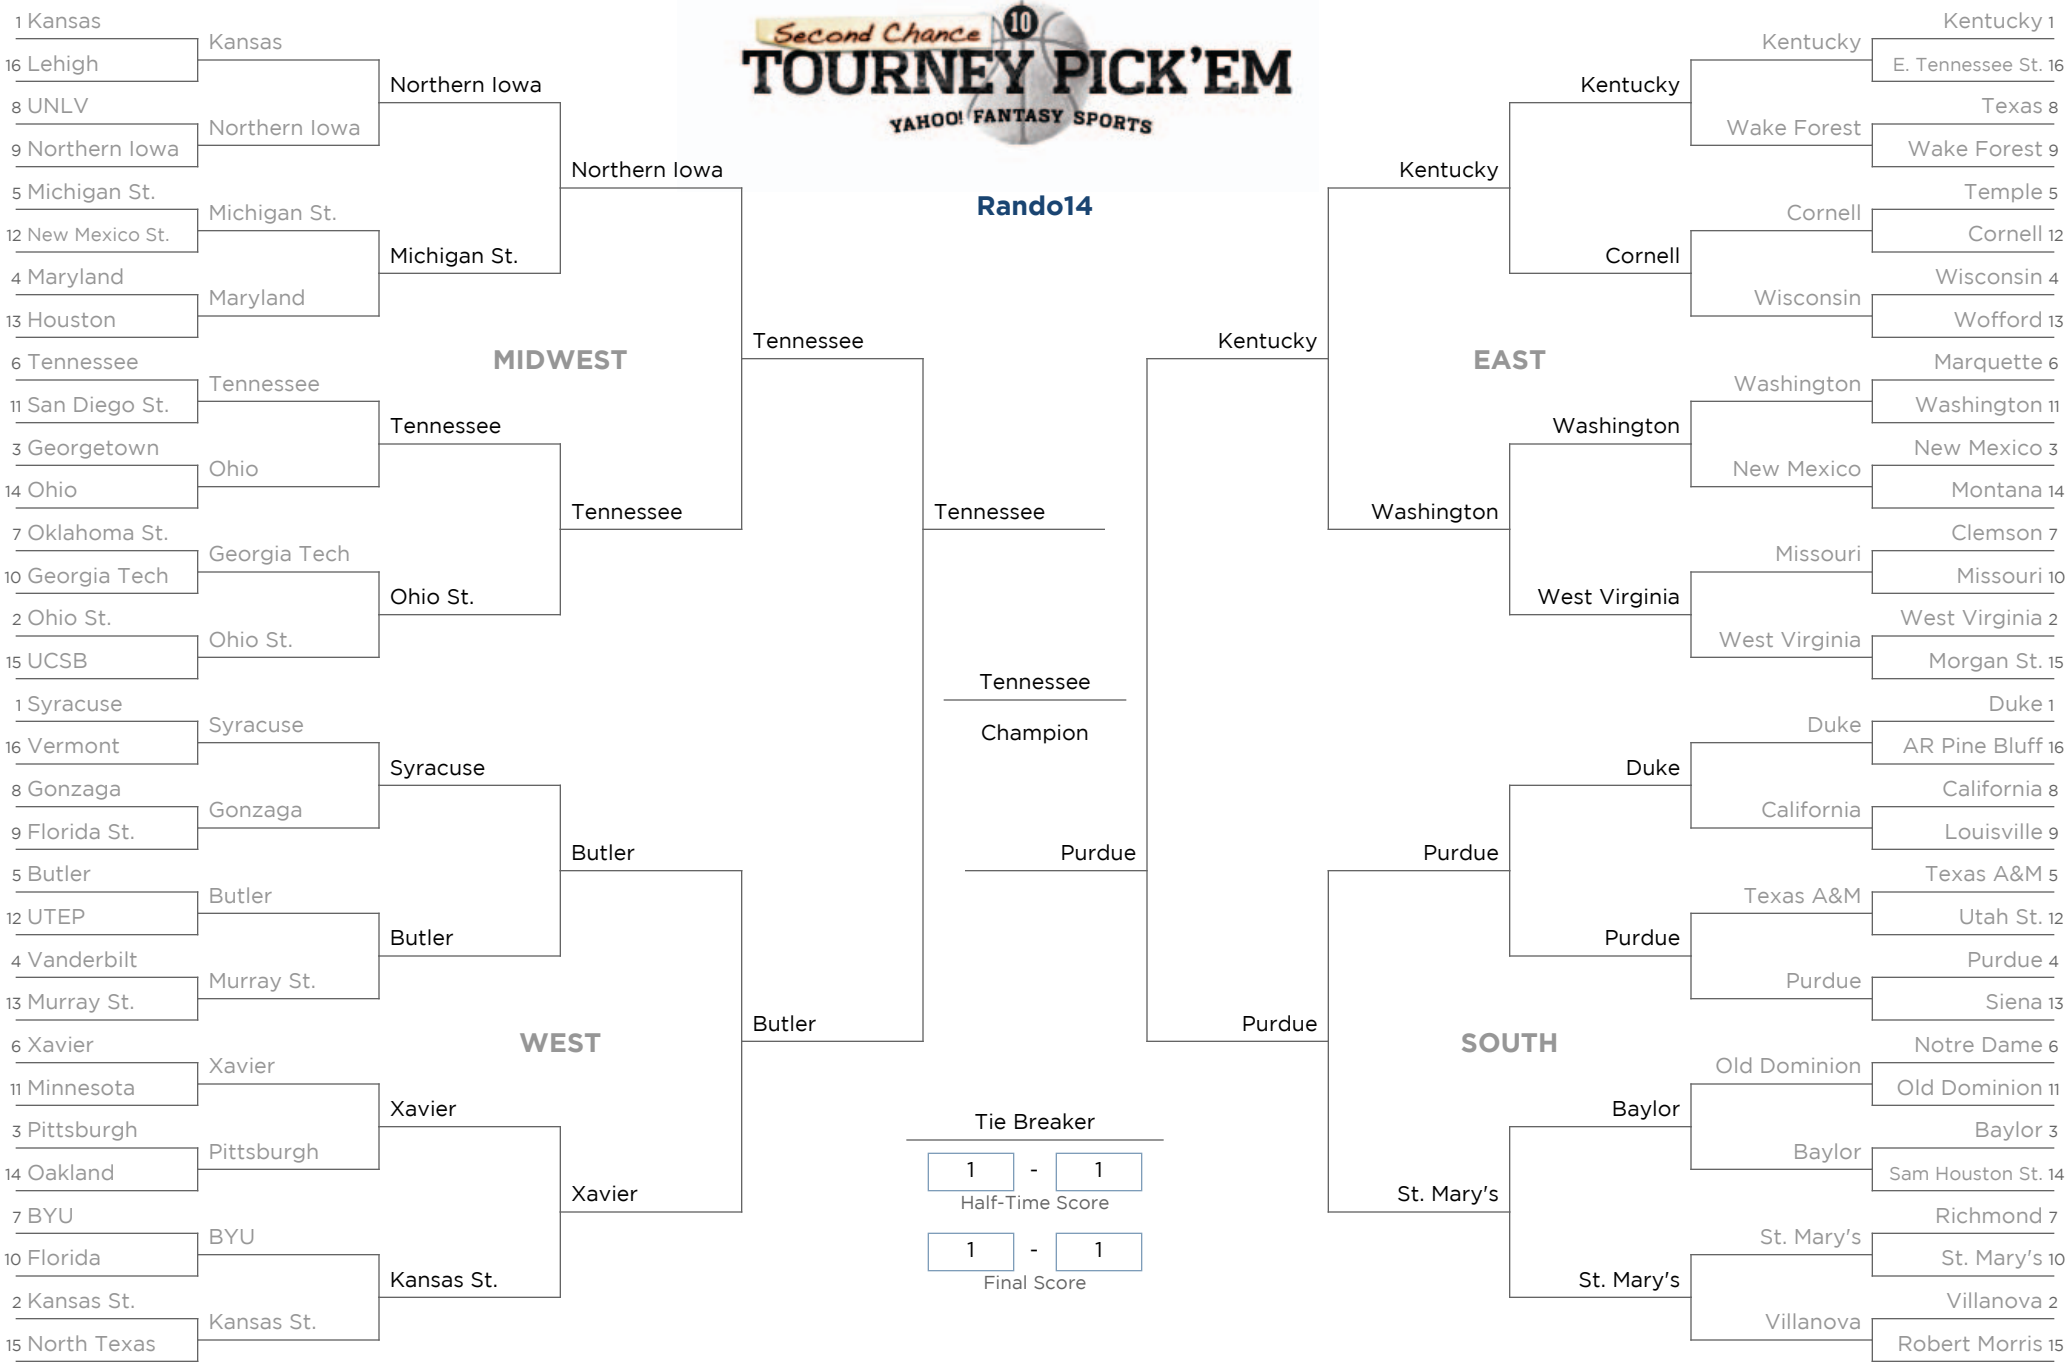 Second Chance
10
TOURNEY PICK'EM
YAHOO! FANTASY SPORTS
Rando14
1 Kansas
16 Lehigh
8 UNLV
9 Northern Iowa
5 Michigan St.
12 New Mexico St.
4 Maryland
13 Houston
6 Tennessee
11 San Diego St.
3 Georgetown
14 Ohio
7 Oklahoma St.
10 Georgia Tech
2 Ohio St.
15 UCSB
Kansas
Northern Iowa
Michigan St.
Maryland
Tennessee
Ohio
Georgia Tech
Ohio St.
Northern Iowa
Michigan St.
Tennessee
Ohio St.
Northern Iowa
Tennessee
MIDWEST
Tennessee
1 Syracuse
16 Vermont
8 Gonzaga
9 Florida St.
5 Butler
12 UTEP
4 Vanderbilt
13 Murray St.
6 Xavier
11 Minnesota
3 Pittsburgh
14 Oakland
7 BYU
10 Florida
2 Kansas St.
15 North Texas
Syracuse
Gonzaga
Butler
Murray St.
Xavier
Pittsburgh
BYU
Kansas St.
Syracuse
Butler
Xavier
Kansas St.
Butler
Xavier
WEST
Butler
Tennessee
Tennessee
Champion
Purdue
Tie Breaker
1 - 1
Half-Time Score
1 - 1
Final Score
Kentucky
EAST
Kentucky
Washington
Kentucky
Cornell
Washington
West Virginia
Kentucky
Wake Forest
Cornell
Wisconsin
Washington
New Mexico
Missouri
West Virginia
Kentucky 1
E. Tennessee St. 16
Texas 8
Wake Forest 9
Temple 5
Cornell 12
Wisconsin 4
Wofford 13
Marquette 6
Washington 11
New Mexico 3
Montana 14
Clemson 7
Missouri 10
West Virginia 2
Morgan St. 15
Purdue
SOUTH
Purdue
St. Mary's
Duke
Purdue
Baylor
St. Mary's
Duke
California
Texas A&M
Purdue
Old Dominion
Baylor
St. Mary's
Villanova
Duke 1
AR Pine Bluff 16
California 8
Louisville 9
Texas A&M 5
Utah St. 12
Purdue 4
Siena 13
Notre Dame 6
Old Dominion 11
Baylor 3
Sam Houston St. 14
Richmond 7
St. Mary's 10
Villanova 2
Robert Morris 15